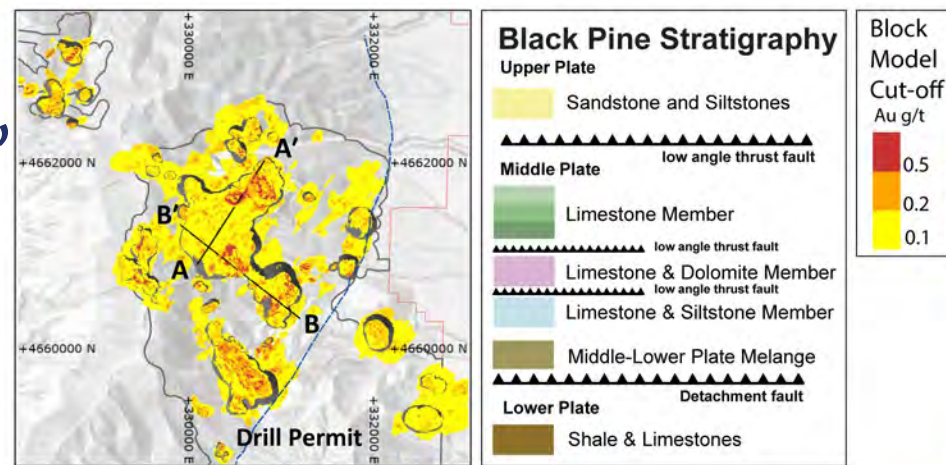 +330000 E
+332000 E
+4662000 N
+4662000 N
A'
B'
A
B
+4660000 N
+4660000 N
+330000 E
+332000 E
Drill Permit
Black Pine Stratigraphy
Upper Plate
Sandstone and Siltstones
low angle thrust fault
Middle Plate
Limestone Member
low angle thrust fault
Limestone & Dolomite Member
low angle thrust fault
Limestone & Siltstone Member
Middle-Lower Plate Melange
Detachment fault
Lower Plate
Shale & Limestones
Block
Model
Cut-off
Au g/t
0.5
0.2
0.1